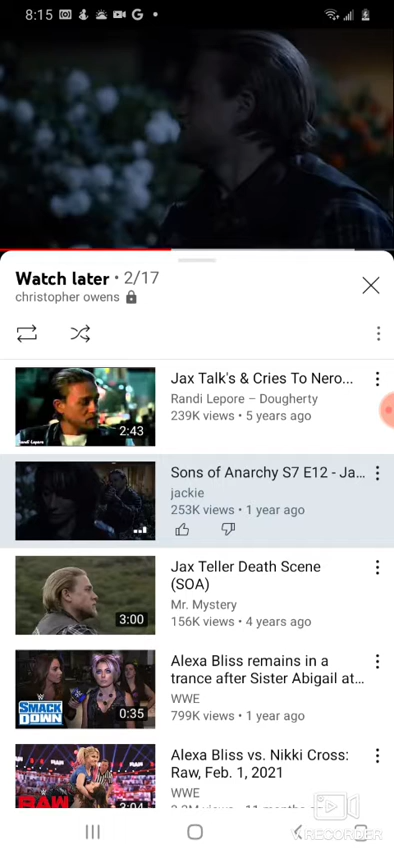 8:15
Watch later • 2/17
christopher owens
Jax Talk's & Cries To Nero...
Randi Lepore – Dougherty
239K views • 5 years ago
2:43
Sons of Anarchy S7 E12 - Ja...
jackie
253K views • 1 year ago
Jax Teller Death Scene
(SOA)
Mr. Mystery
156K views • 4 years ago
3:00
Alexa Bliss remains in a
trance after Sister Abigail at...
WWE
799K views • 1 year ago
SMACK
DOWN
0:35
Alexa Bliss vs. Nikki Cross:
Raw, Feb. 1, 2021
WWE
RAW
3:04
RECORDER